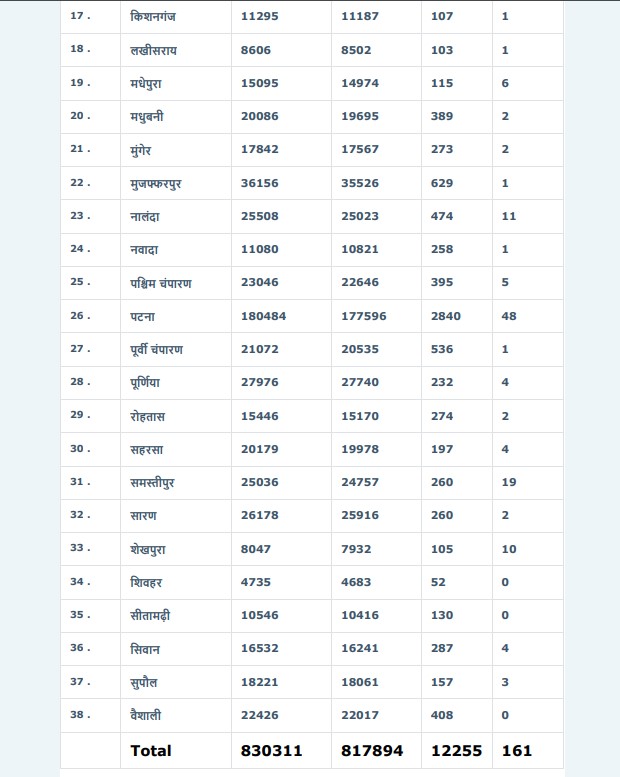 17 . किशनगंज 11295 11187 107 1
18 . लखीसराय 8606 8502 103 1
19 . मधेपुरा 15095 14974 115 6
20 . मधुबनी 20086 19695 389 2
21 . मुंगेर 17842 17567 273 2
22 . मुजफ्फरपुर 36156 35526 629 1
23 . नालंदा 25508 25023 474 11
24 . नवादा 11080 10821 258 1
25 . पश्चिम चंपारण 23046 22646 395 5
26 . पटना 180484 177596 2840 48
27 . पूर्वी चंपारण 21072 20535 536 1
28 . पूर्णिया 27976 27740 232 4
29 . रोहतास 15446 15170 274 2
30 . सहरसा 20179 19978 197 4
31 . समस्तीपुर 25036 24757 260 19
32 . सारण 26178 25916 260 2
33 . शेखपुरा 8047 7932 105 10
34 . शिवहर 4735 4683 52 0
35 . सीतामढ़ी 10546 10416 130 0
36 . सिवान 16532 16241 287 4
37 . सुपौल 18221 18061 157 3
38 . वैशाली 22426 22017 408 0
Total 830311 817894 12255 161